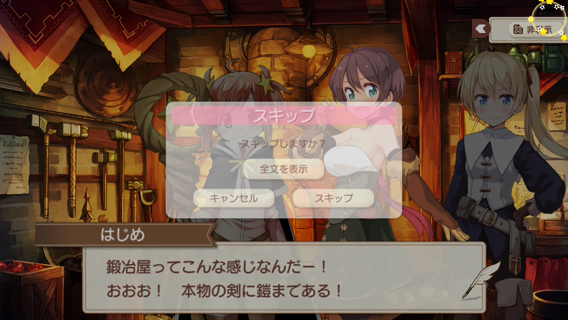 非表示
スキップ
スキップしますか？
全文を表示
キャンセル
スキップ
はじめ
鍛冶屋ってこんな感じなんだー！
おおお！　本物の剣に鎧まである！